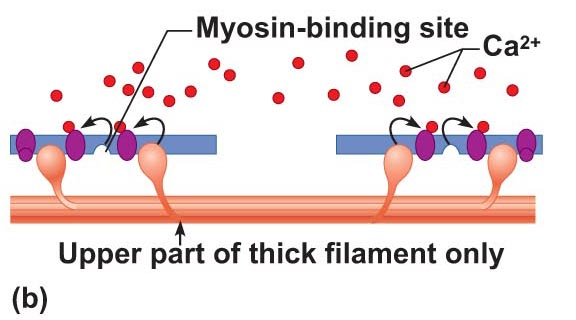 Myosin-binding site
Ca²⁺
Upper part of thick filament only
(b)